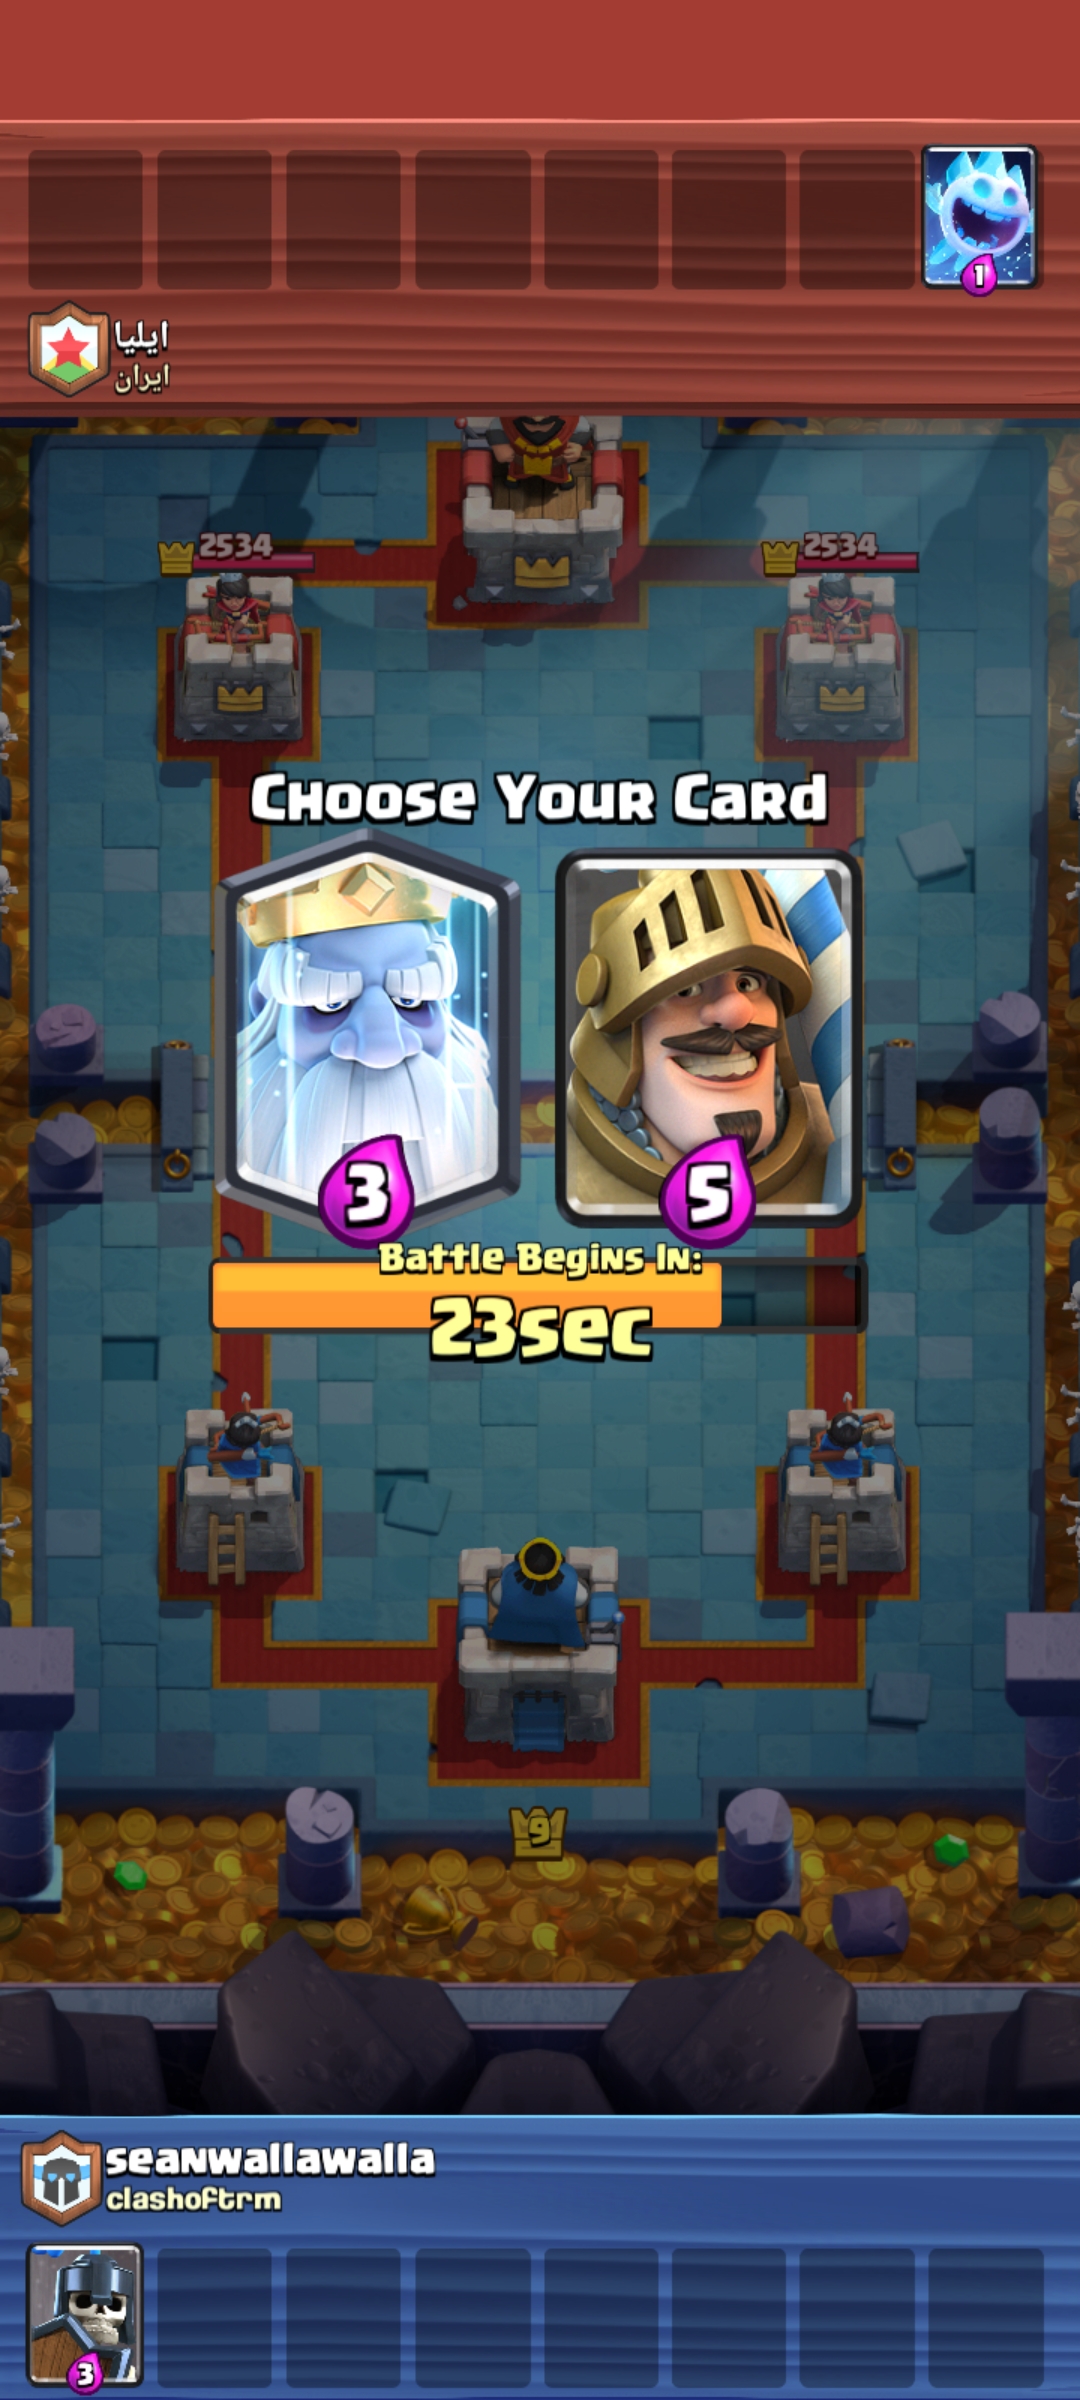 1
ایلیا
ایران
2534
2534
Choose Your Card
3
5
Battle Begins In:
23sec
9
seanwallawalla
clashoftrm
3